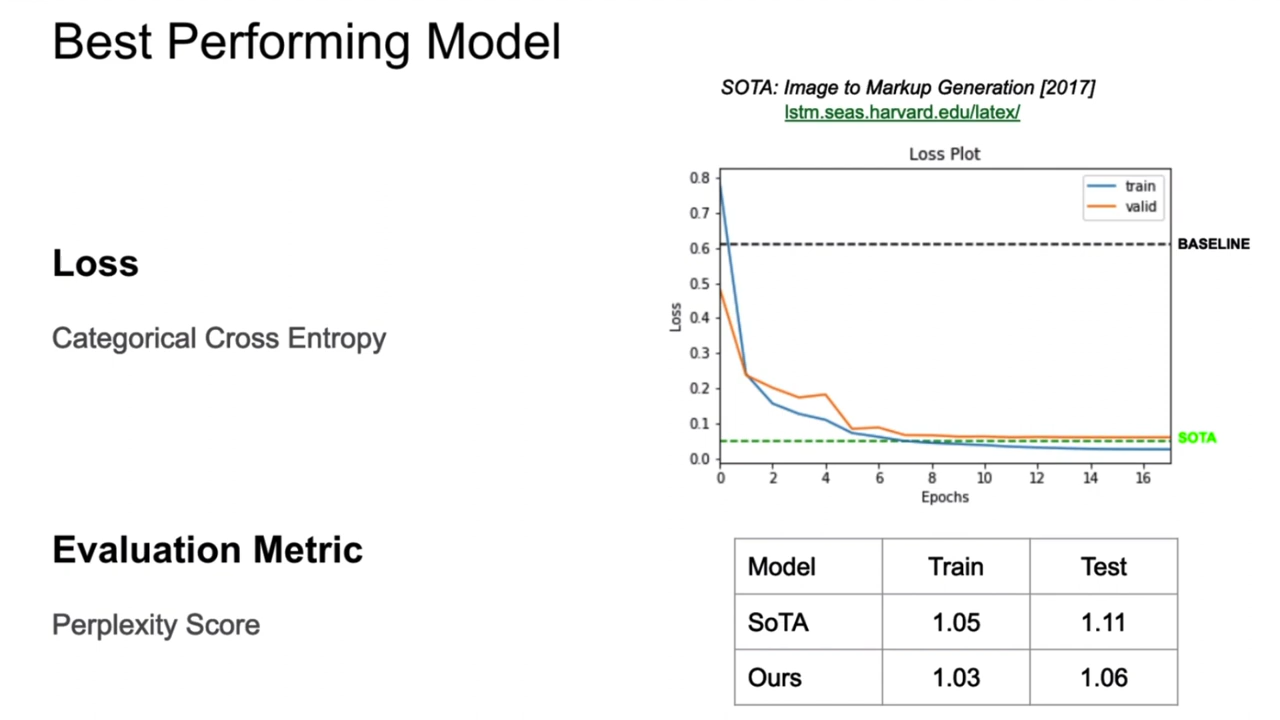 Best Performing Model
SOTA: Image to Markup Generation [2017]
lstm.seas.harvard.edu/latex/
Loss
Categorical Cross Entropy
Loss Plot
train
valid
BASELINE
SOTA
Loss
0.8
0.7
0.6
0.5
0.4
0.3
0.2
0.1
0.0
0 2 4 6 8 10 12 14 16
Epochs
Evaluation Metric
Perplexity Score
Model Train Test
SoTA 1.05 1.11
Ours 1.03 1.06